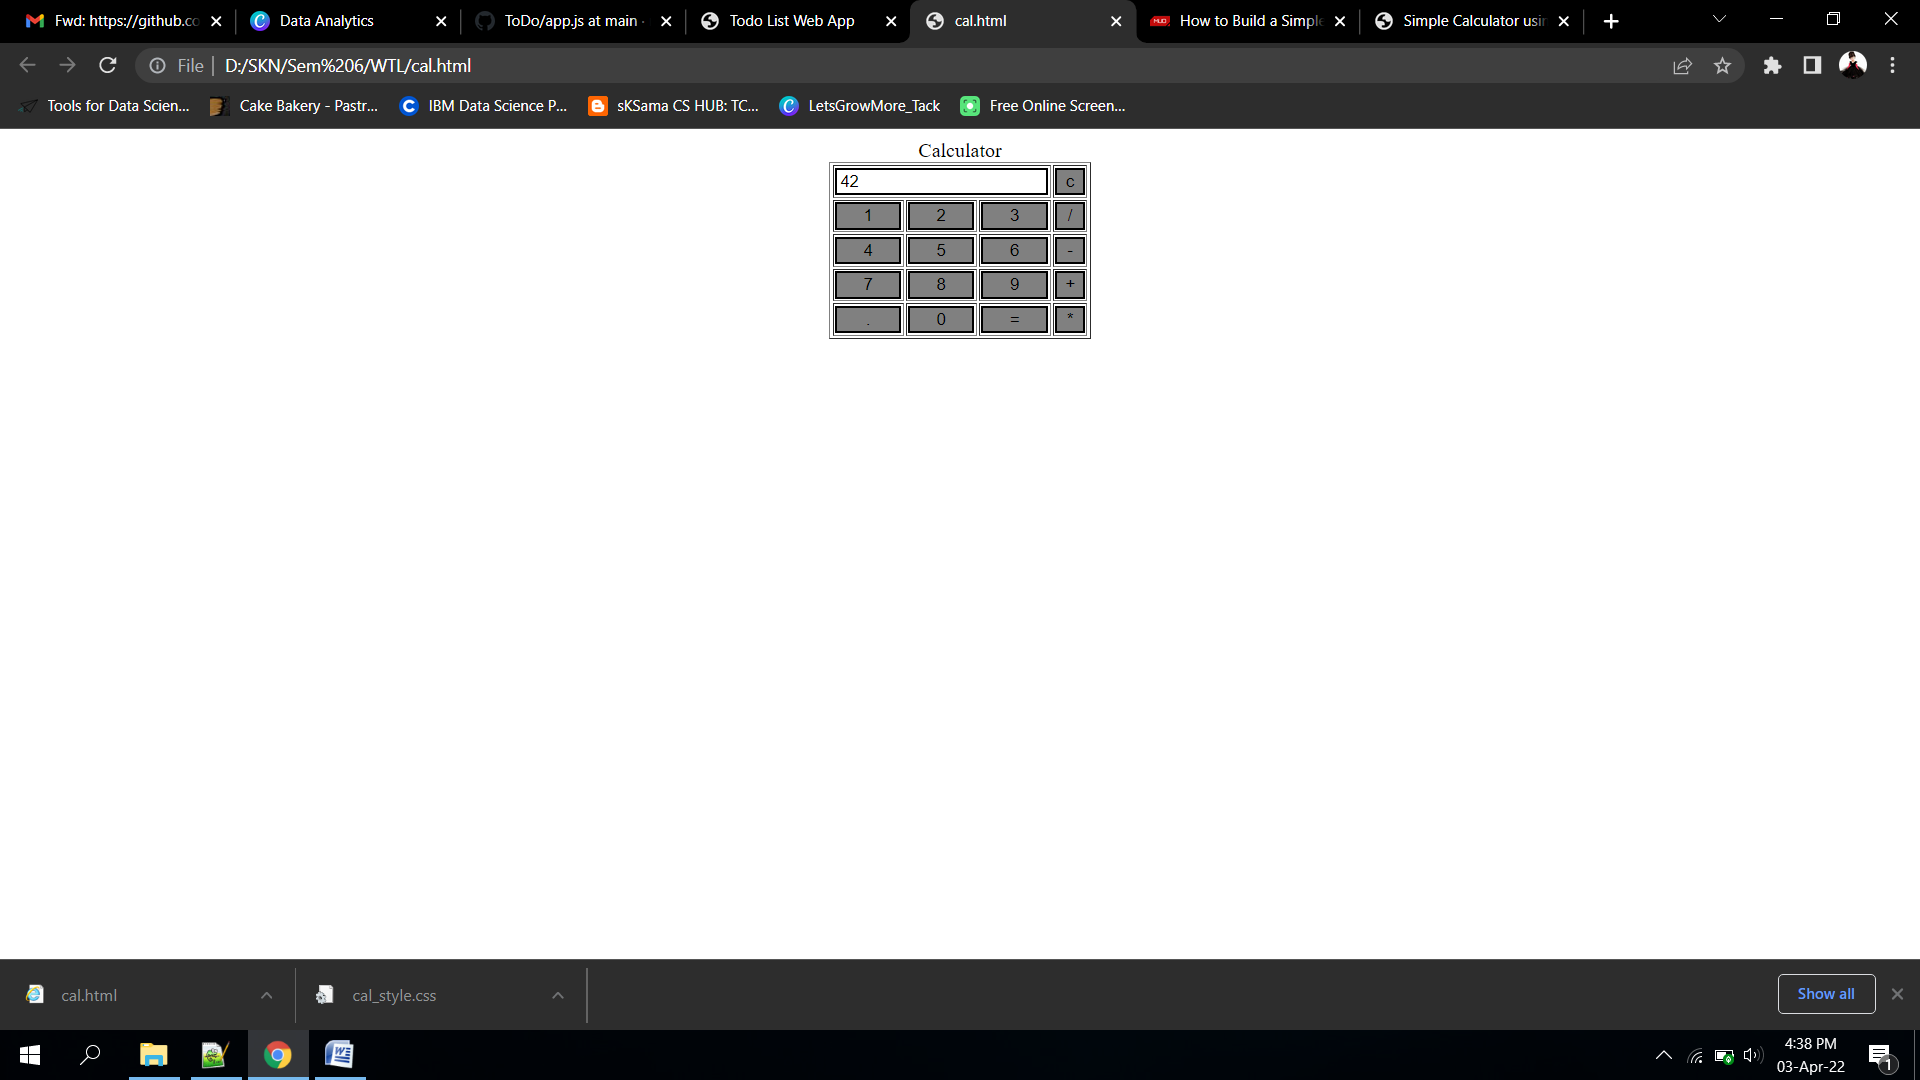 Fwd: https://github.co
Data Analytics
ToDo/app.js at main
Todo List Web App
cal.html
How to Build a Simple
Simple Calculator usin
File
D:/SKN/Sem%206/WTL/cal.html
Tools for Data Scien...
Cake Bakery - Pastr...
IBM Data Science P...
sKSama CS HUB: TC...
LetsGrowMore_Tack
Free Online Screen...
Calculator
42 c
1 2 3 /
4 5 6 -
7 8 9 +
. 0 = *
cal.html
cal_style.css
Show all
4:38 PM
03-Apr-22
1